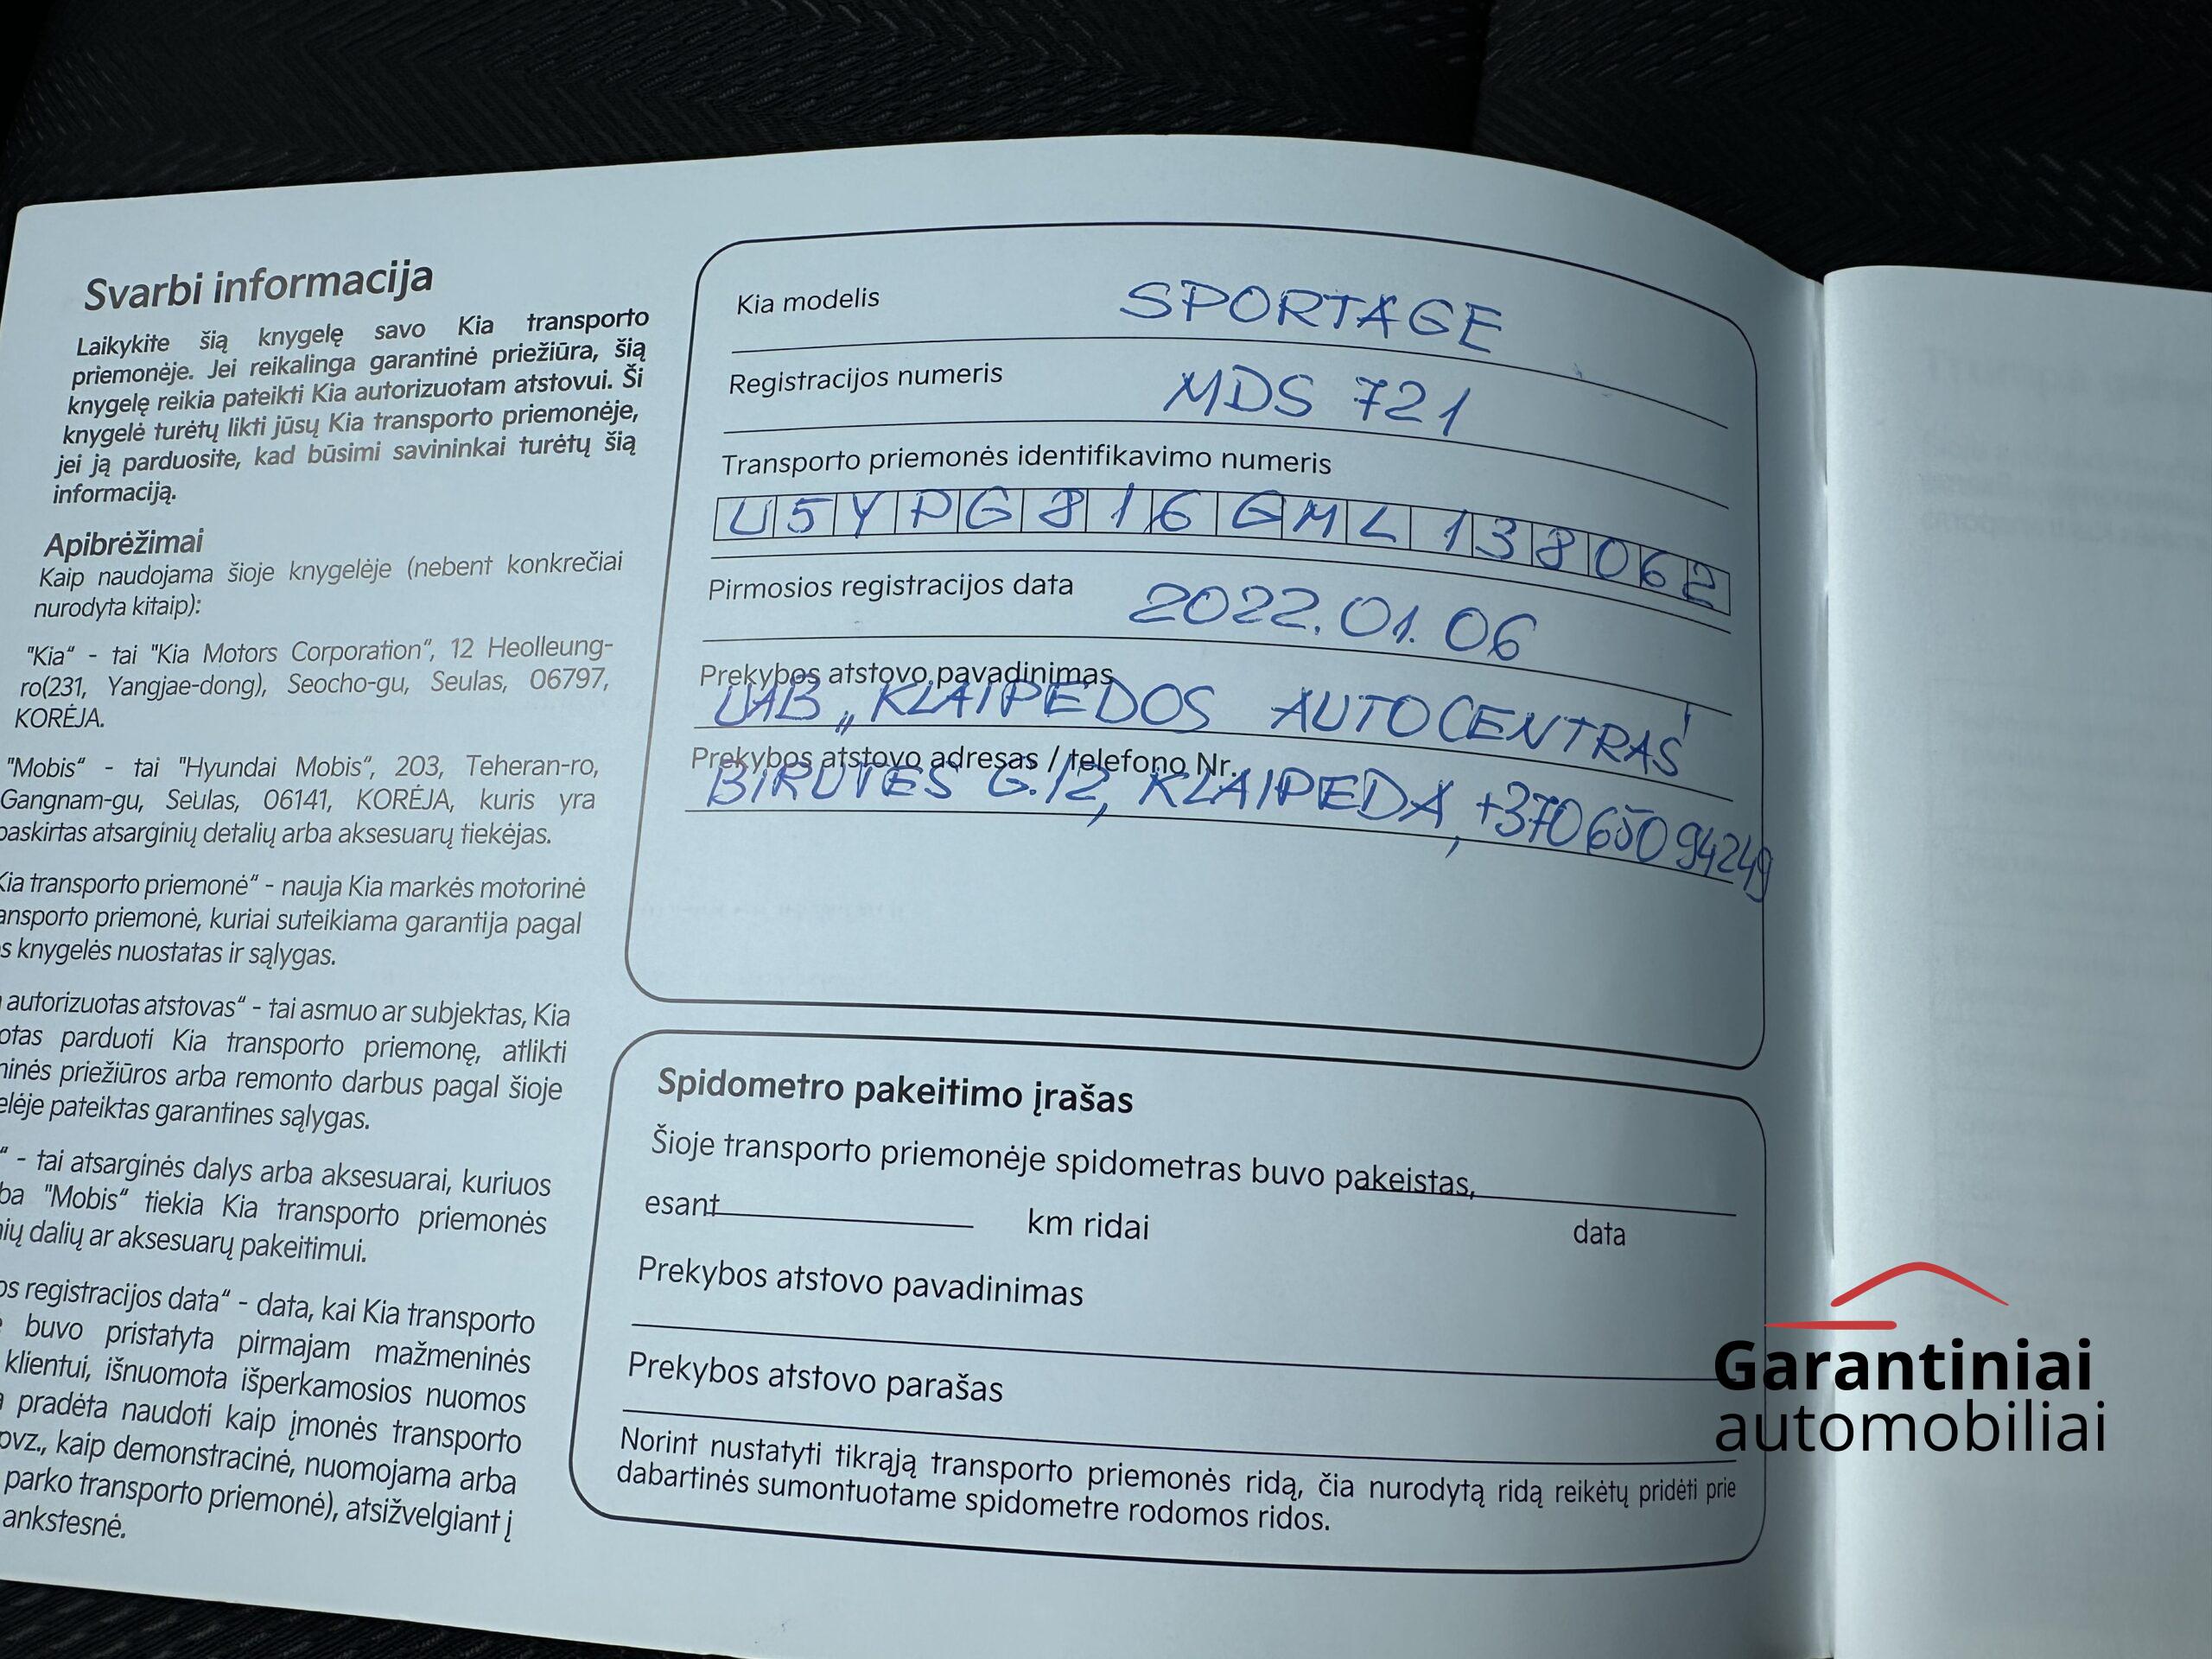 Svarbi informacija
Laikykite šią knygelę savo Kia transporto
priemonėje. Jei reikalinga garantinė priežiūra, šią
knygelę reikia pateikti Kia autorizuotam atstovui. Ši
knygelė turėtų likti jūsų Kia transporto priemonėje,
jei ją parduosite, kad būsimi savininkai turėtų šią
informaciją.
Apibrėžimai
Kaip naudojama šioje knygelėje (nebent konkrečiai
nurodyta kitaip):
"Kia“ - tai "Kia Motors Corporation“, 12 Heolleung-
ro(231, Yangjae-dong), Seocho-gu, Seulas, 06797,
KORĖJA.
"Mobis“ - tai "Hyundai Mobis“, 203, Teheran-ro,
Gangnam-gu, Seulas, 06141, KORĖJA, kuris yra
paskirtas atsarginių detalių arba aksesuarų tiekėjas.
Kia transporto priemonė“ - nauja Kia markės motorinė
ansporto priemonė, kuriai suteikiama garantija pagal
s knygelės nuostatas ir sąlygas.
autorizuotas atstovas“ - tai asmuo ar subjektas, Kia
otas parduoti Kia transporto priemonę, atlikti
ninės priežiūros arba remonto darbus pagal šioje
elėje pateiktas garantines sąlygas.
“ - tai atsarginės dalys arba aksesuarai, kuriuos
ba "Mobis“ tiekia Kia transporto priemonės
nių dalių ar aksesuarų pakeitimui.
os registracijos data“ - data, kai Kia transporto
buvo pristatyta pirmajam mažmeninės
klientui, išnuomota išperkamosios nuomos
pradėta naudoti kaip įmonės transporto
pvz., kaip demonstracinė, nuomojama arba
parko transporto priemonė), atsižvelgiant į
ankstesnė.
Kia modelis SPORTAGE
Registracijos numeris MDS 721
Transporto priemonės identifikavimo numeris
U5YPG816GML138062
Pirmosios registracijos data 2022.01.06
Prekybos atstovo pavadinimas
UAB „KLAIPEDOS AUTOCENTRAS"
Prekybos atstovo adresas / telefono Nr.
BIRUTES G.12, KLAIPEDA, +37065094249
Spidometro pakeitimo įrašas
Šioje transporto priemonėje spidometras buvo pakeistas,
esant km ridai data
Prekybos atstovo pavadinimas
Prekybos atstovo parašas
Norint nustatyti tikrąją transporto priemonės ridą, čia nurodytą ridą reikėtų pridėti prie
dabartinės sumontuotame spidometre rodomos ridos.
Garantiniai
automobiliai